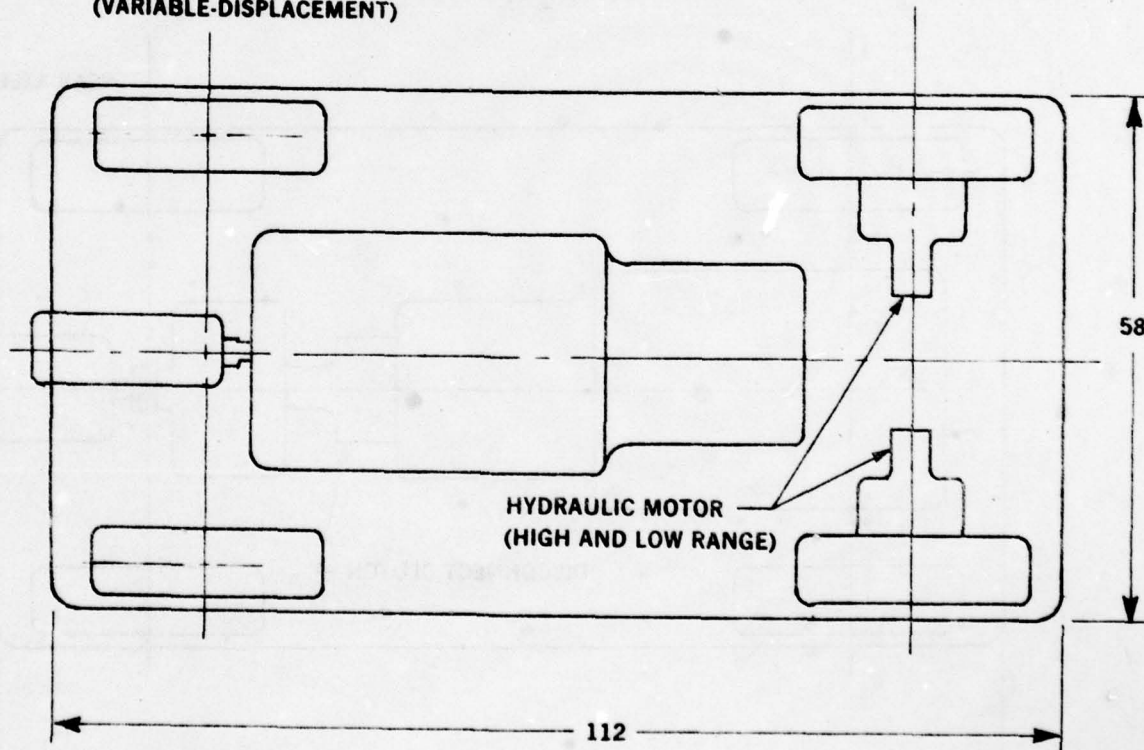 (VARIABLE-DISPLACEMENT)
58
HYDRAULIC MOTOR
(HIGH AND LOW RANGE)
112